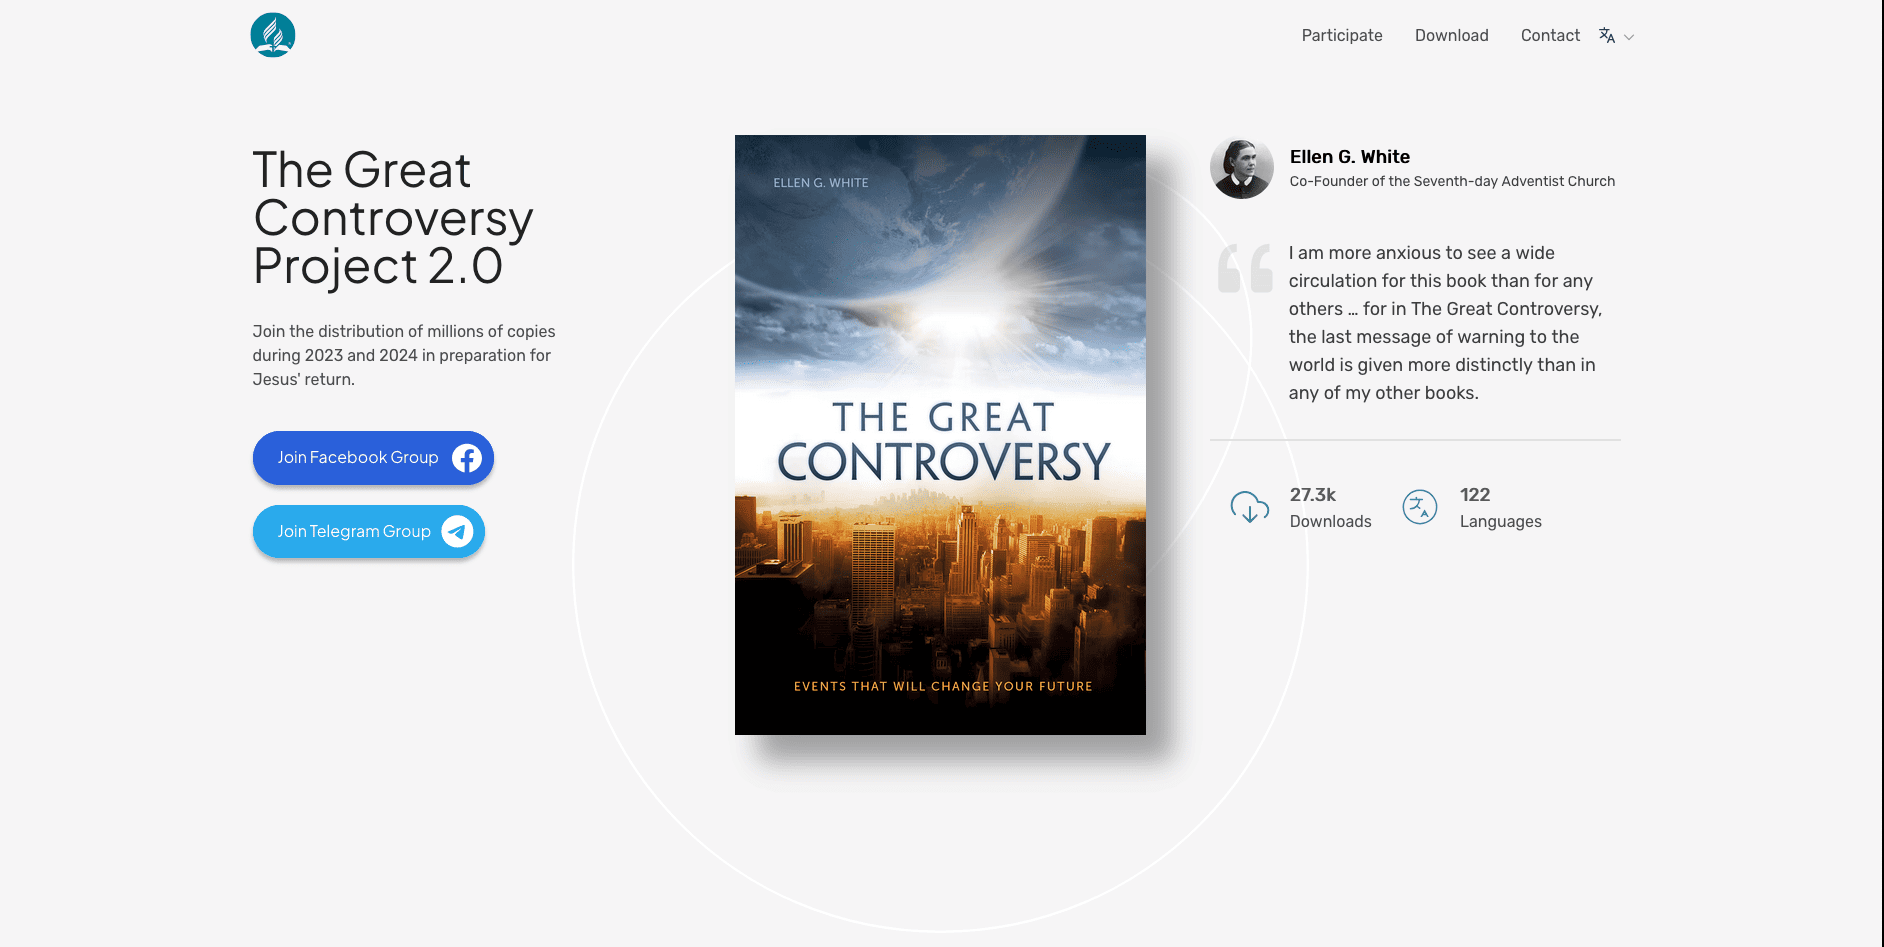 Participate
Download
Contact
The Great
Controversy
Project 2.0
Join the distribution of millions of copies
during 2023 and 2024 in preparation for
Jesus' return.
Join Facebook Group
Join Telegram Group
ELLEN G. WHITE
THE GREAT
CONTROVERSY
EVENTS THAT WILL CHANGE YOUR FUTURE
Ellen G. White
Co-Founder of the Seventh-day Adventist Church
I am more anxious to see a wide
circulation for this book than for any
others … for in The Great Controversy,
the last message of warning to the
world is given more distinctly than in
any of my other books.
27.3k
Downloads
122
Languages